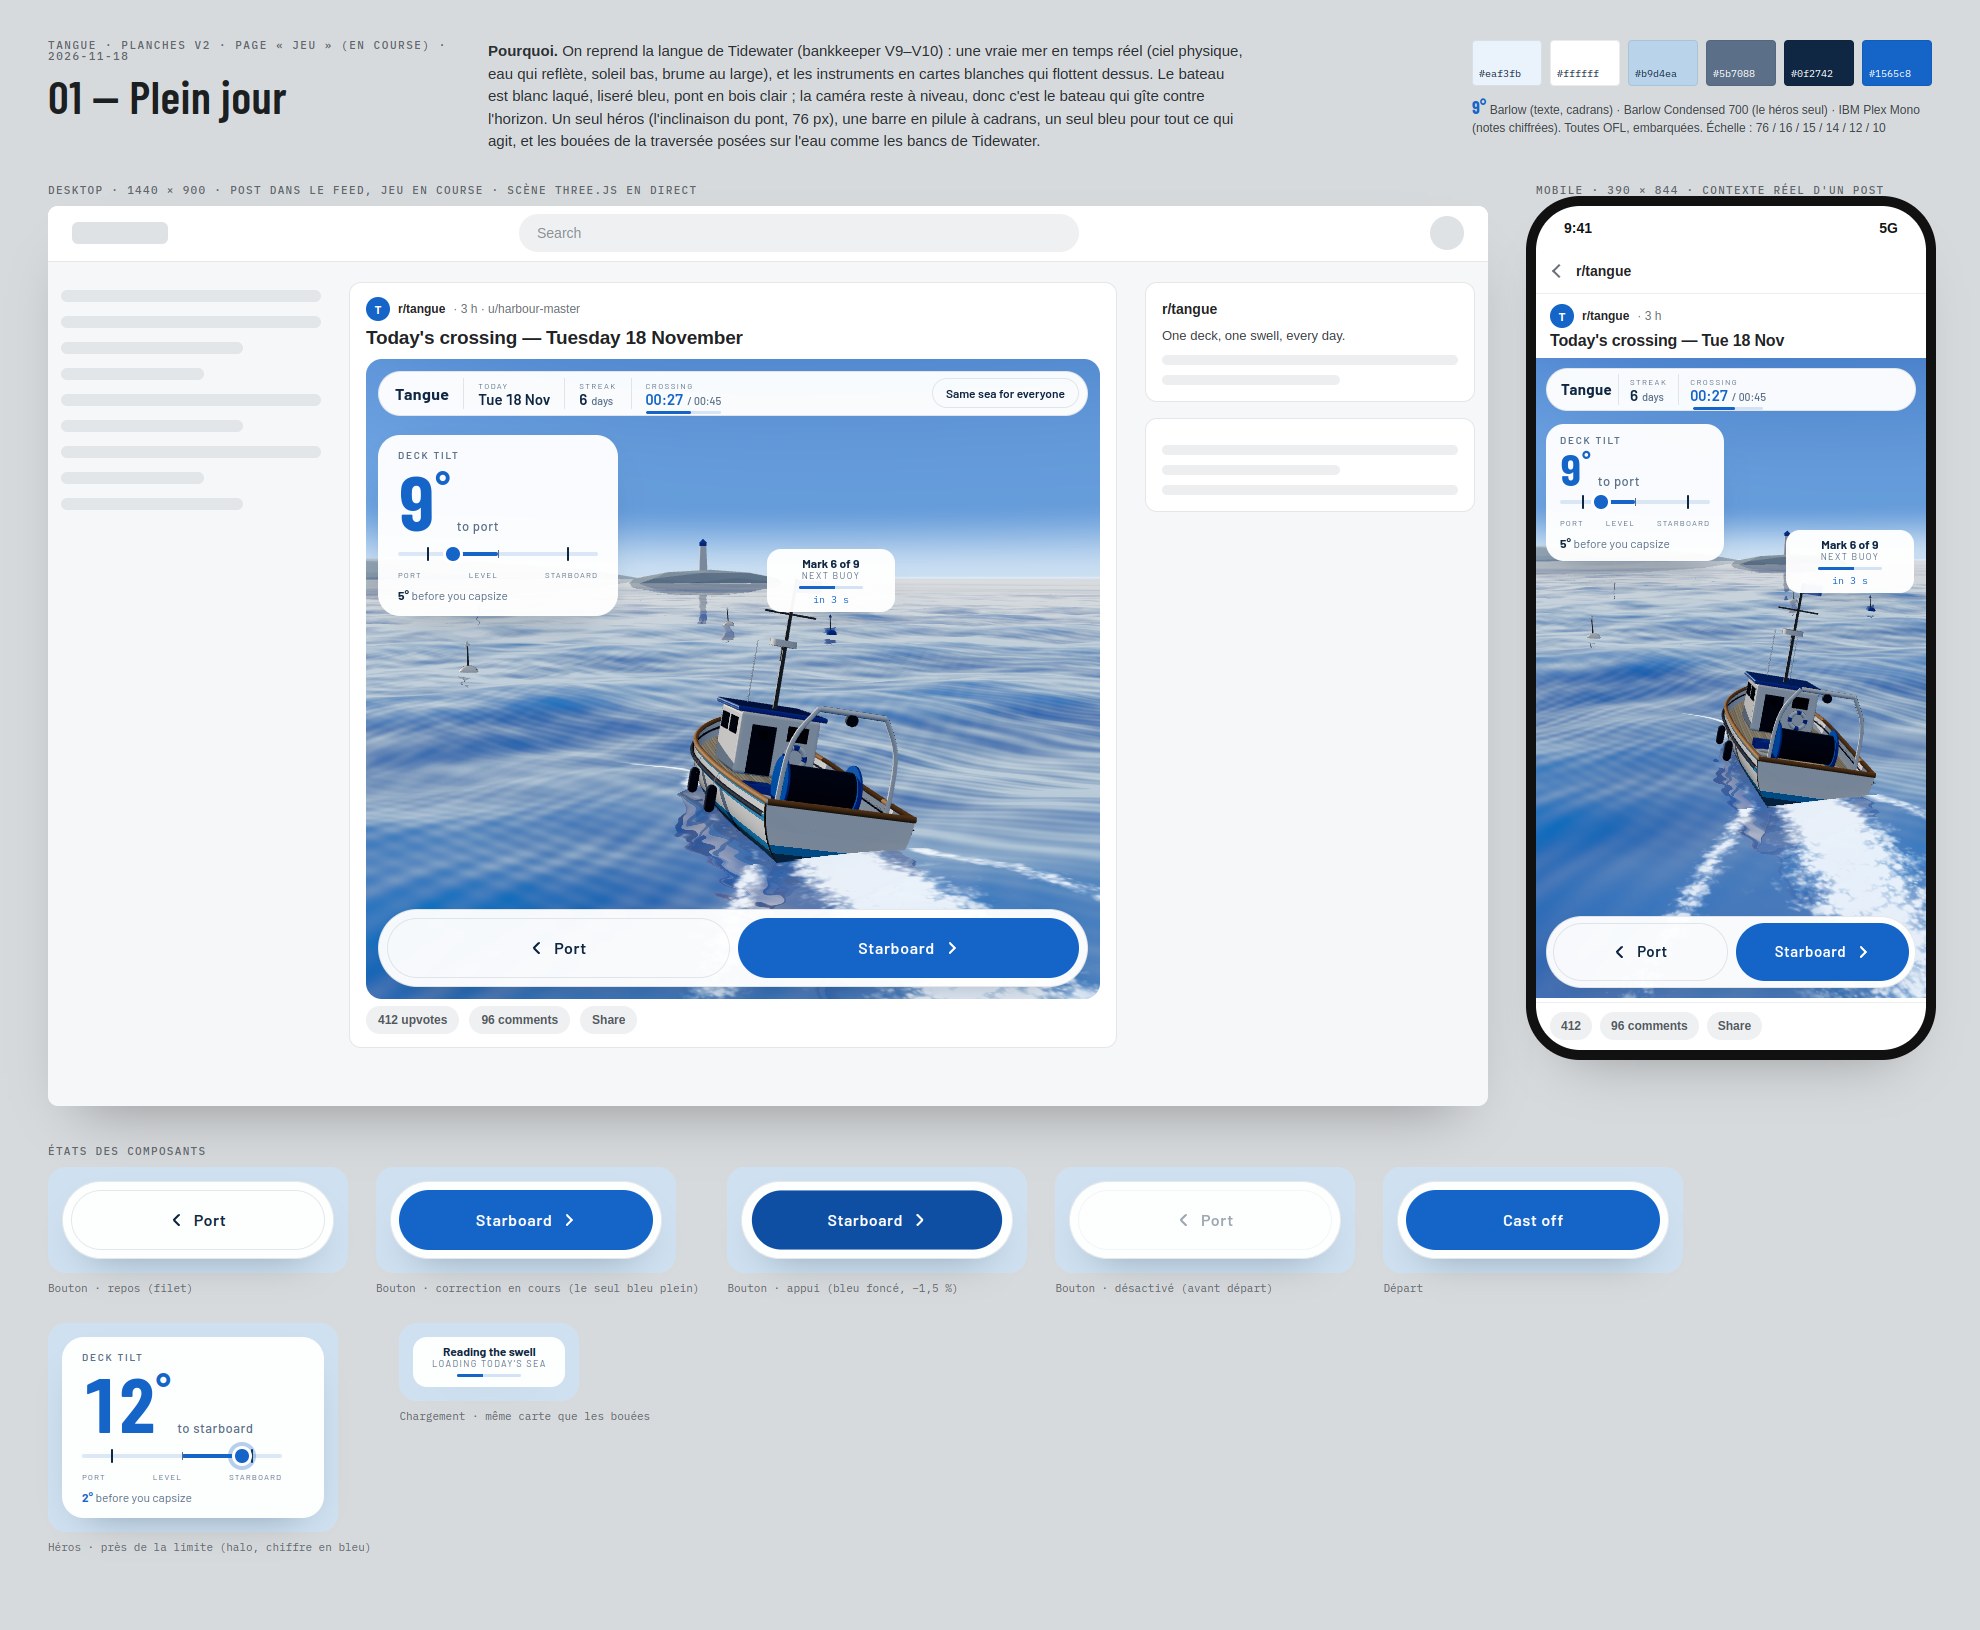 TANGUE · PLANCHES V2 · PAGE « JEU » (EN COURSE) ·
2026-11-18
01 — Plein jour
Pourquoi. On reprend la langue de Tidewater (bankkeeper V9–V10) : une vraie mer en temps réel (ciel physique,
eau qui reflète, soleil bas, brume au large), et les instruments en cartes blanches qui flottent dessus. Le bateau
est blanc laqué, liseré bleu, pont en bois clair ; la caméra reste à niveau, donc c'est le bateau qui gîte contre
l'horizon. Un seul héros (l'inclinaison du pont, 76 px), une barre en pilule à cadrans, un seul bleu pour tout ce qui
agit, et les bouées de la traversée posées sur l'eau comme les bancs de Tidewater.
#eaf3fb
#ffffff
#b9d4ea
#5b7088
#0f2742
#1565c8
9° Barlow (texte, cadrans) · Barlow Condensed 700 (le héros seul) · IBM Plex Mono
(notes chiffrées). Toutes OFL, embarquées. Échelle : 76 / 16 / 15 / 14 / 12 / 10
DESKTOP · 1440 × 900 · POST DANS LE FEED, JEU EN COURSE · SCÈNE THREE.JS EN DIRECT
Search
T r/tangue · 3 h · u/harbour-master
Today's crossing — Tuesday 18 November
Tangue
TODAY
Tue 18 Nov
STREAK
6 days
CROSSING
00:27 / 00:45
Same sea for everyone
DECK TILT
9° to port
PORT LEVEL STARBOARD
5° before you capsize
Mark 6 of 9
NEXT BUOY
in 3 s
Port
Starboard
412 upvotes
96 comments
Share
r/tangue
One deck, one swell, every day.
MOBILE · 390 × 844 · CONTEXTE RÉEL D'UN POST
9:41
5G
r/tangue
T r/tangue · 3 h
Today's crossing — Tue 18 Nov
Tangue
STREAK
6 days
CROSSING
00:27 / 00:45
DECK TILT
9° to port
PORT LEVEL STARBOARD
5° before you capsize
Mark 6 of 9
NEXT BUOY
in 3 s
Port
Starboard
412
96 comments
Share
ÉTATS DES COMPOSANTS
Port
Bouton · repos (filet)
Starboard
Bouton · correction en cours (le seul bleu plein)
Starboard
Bouton · appui (bleu foncé, −1,5 %)
Port
Bouton · désactivé (avant départ)
Cast off
Départ
DECK TILT
12° to starboard
PORT LEVEL STARBOARD
2° before you capsize
Héros · près de la limite (halo, chiffre en bleu)
Reading the swell
LOADING TODAY'S SEA
Chargement · même carte que les bouées